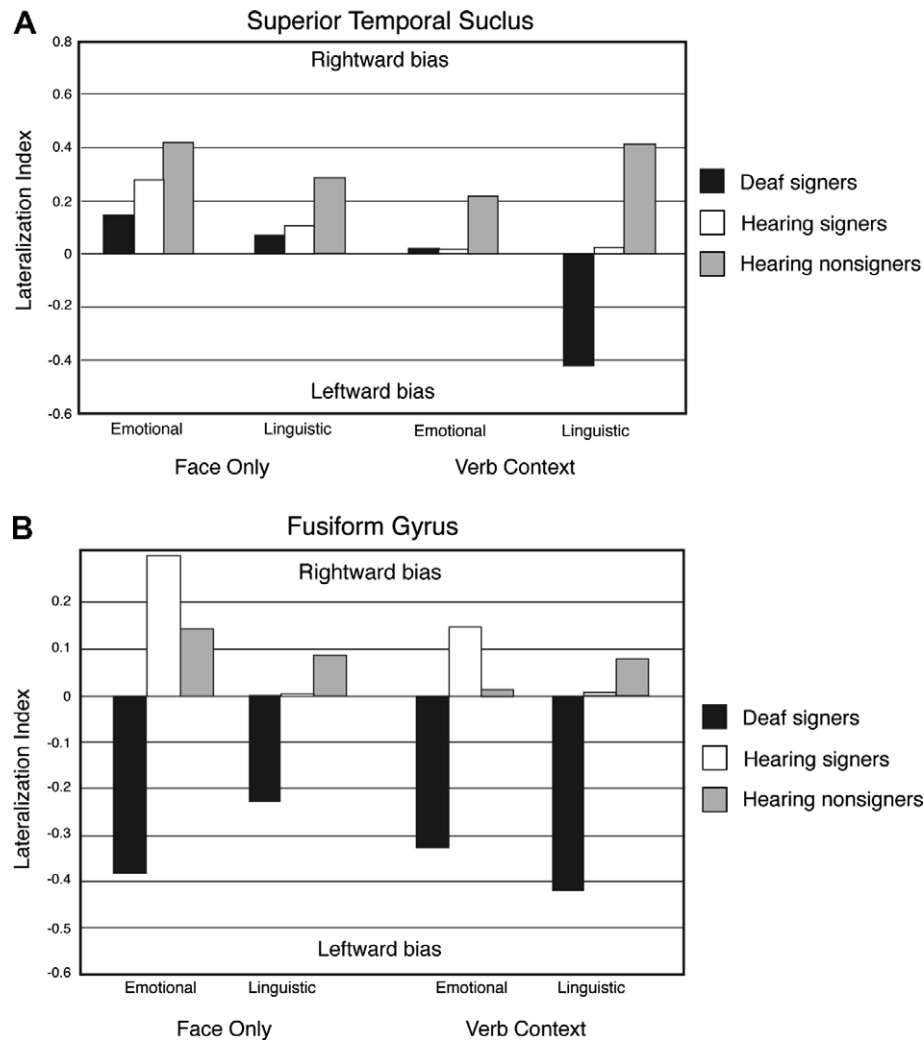 A
Superior Temporal Suclus
0.8
Rightward bias
0.6
0.4
0.2
0
-0.2
-0.4
-0.6
Lateralization Index
Leftward bias
Deaf signers
Hearing signers
Hearing nonsigners
Emotional Linguistic Emotional Linguistic
Face Only Verb Context
B
Fusiform Gyrus
Rightward bias
0.2
0.1
0
-0.1
-0.2
-0.3
-0.4
-0.5
-0.6
Lateralization Index
Leftward bias
Deaf signers
Hearing signers
Hearing nonsigners
Emotional Linguistic Emotional Linguistic
Face Only Verb Context